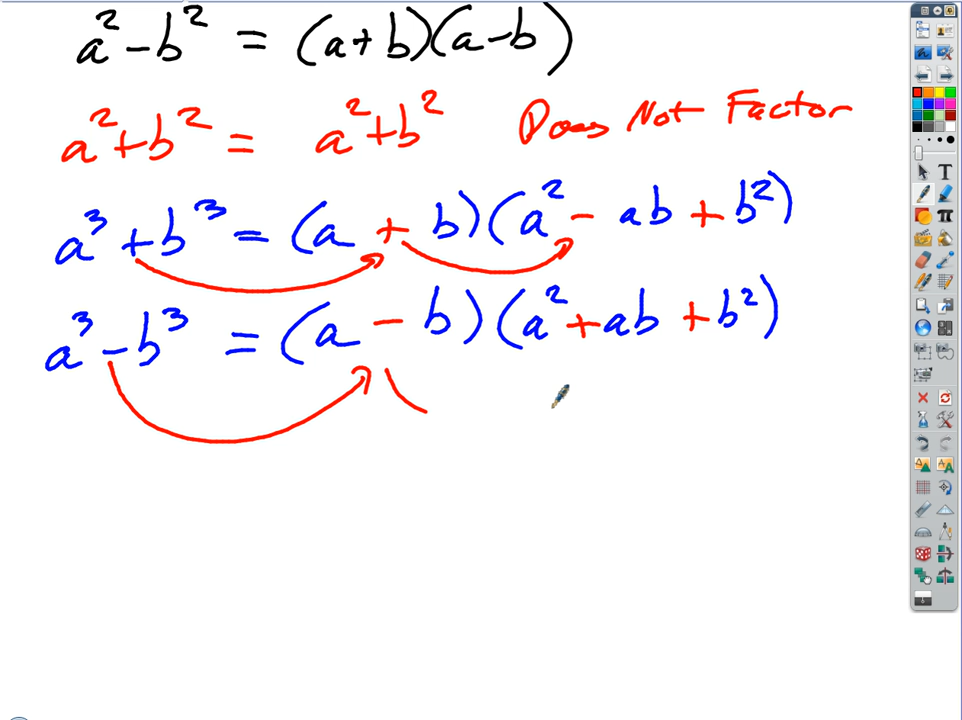 a² - b² = (a+b)(a-b)
a² + b² = a² + b² Does Not Factor
a³ + b³ = (a + b)(a² - ab + b²)
a³ - b³ = (a - b)(a² + ab + b²)